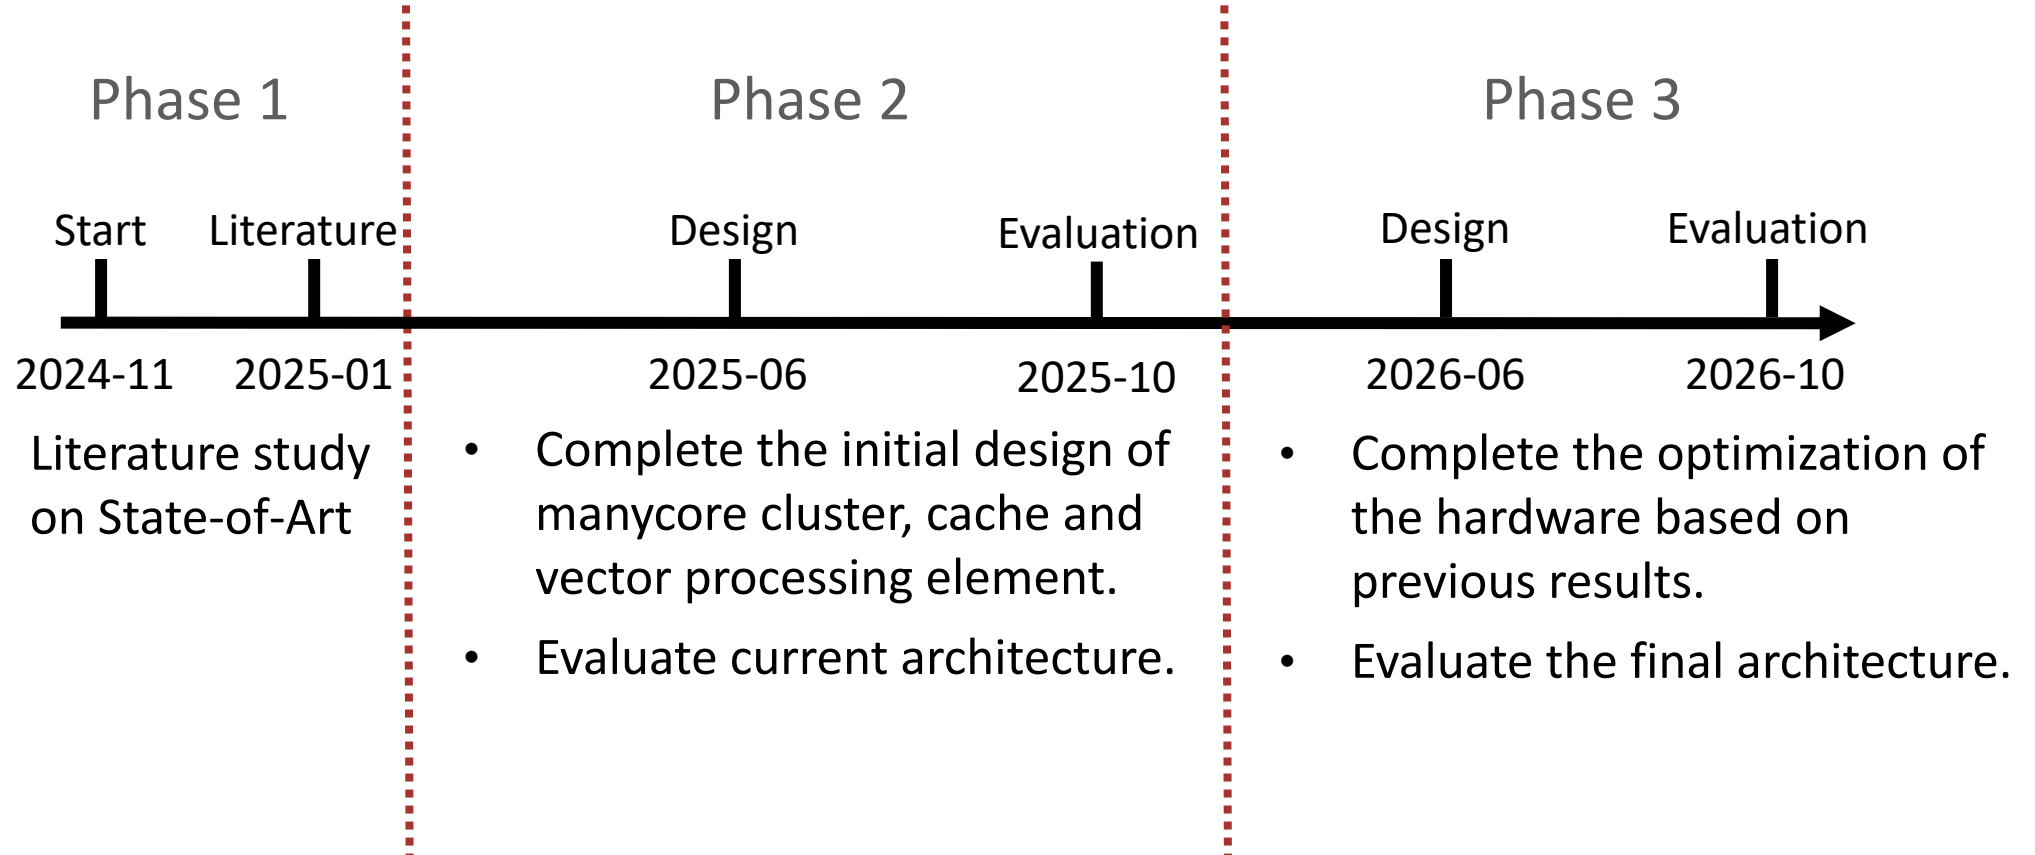 Phase 1
Phase 2
Phase 3
Start
Literature
Design
Evaluation
Design
Evaluation
2024-11
2025-01
2025-06
2025-10
2026-06
2026-10
Literature study
on State-of-Art
• Complete the initial design of
manycore cluster, cache and
vector processing element.
• Evaluate current architecture.
• Complete the optimization of
the hardware based on
previous results.
• Evaluate the final architecture.